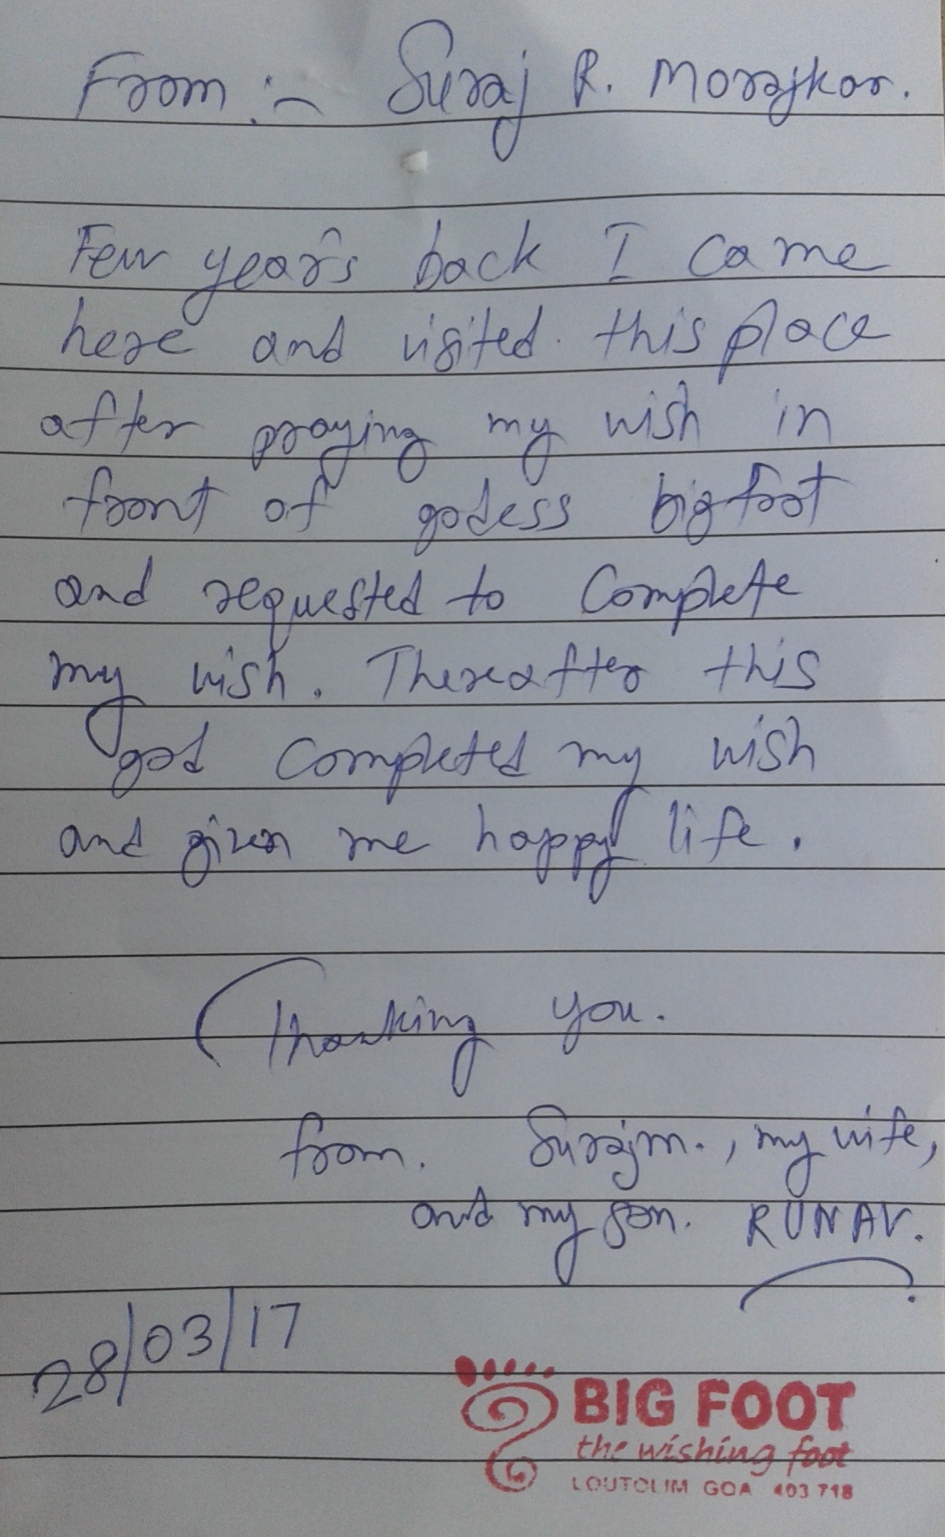 From :- Suraj R. Morajkar.
Few years back I came
here and visited. this place
after praying my wish in
front of godess bigfoot
and requested to Complete
my wish. Thereafter this
god Completed my wish
and given me happy life.
Thanking you.
from. Surajm., my wife,
and my son. RUNAV.
28/03/17
BIG FOOT
the wishing foot
LOUTOLIM GOA 403 718